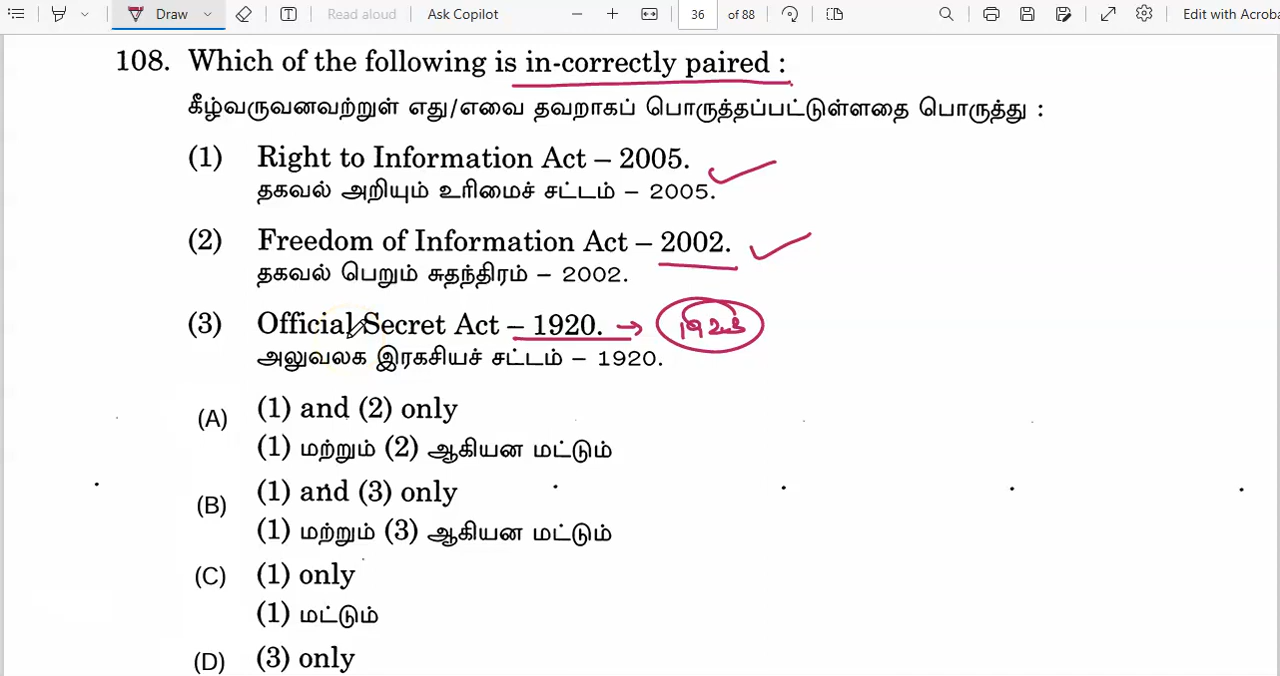 Draw
Read aloud
Ask Copilot
36
of 88
Edit with Acroba
108. Which of the following is in-correctly paired :
கீழ்வருவனவற்றுள் எது/எவை தவறாகப் பொருத்தப்பட்டுள்ளதை பொருத்து :
(1) Right to Information Act – 2005.
தகவல் அறியும் உரிமைச் சட்டம் – 2005.
(2) Freedom of Information Act – 2002.
தகவல் பெறும் சுதந்திரம் – 2002.
(3) Official Secret Act – 1920. → 1923
அலுவலக இரகசியச் சட்டம் – 1920.
(A) (1) and (2) only
(1) மற்றும் (2) ஆகியன மட்டும்
(B) (1) and (3) only
(1) மற்றும் (3) ஆகியன மட்டும்
(C) (1) only
(1) மட்டும்
(D) (3) only